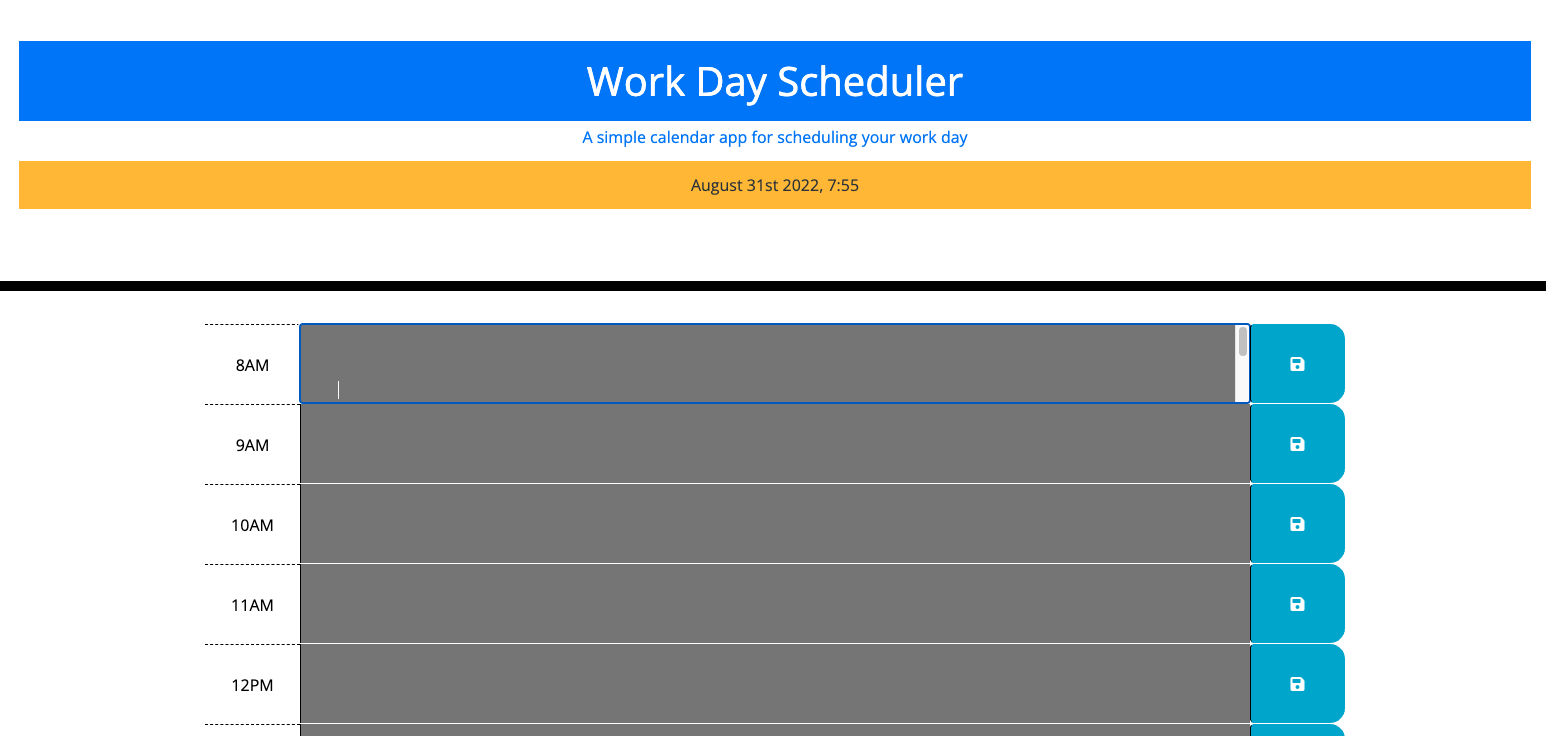 Work Day Scheduler
A simple calendar app for scheduling your work day
August 31st 2022, 7:55
8AM
9AM
10AM
11AM
12PM